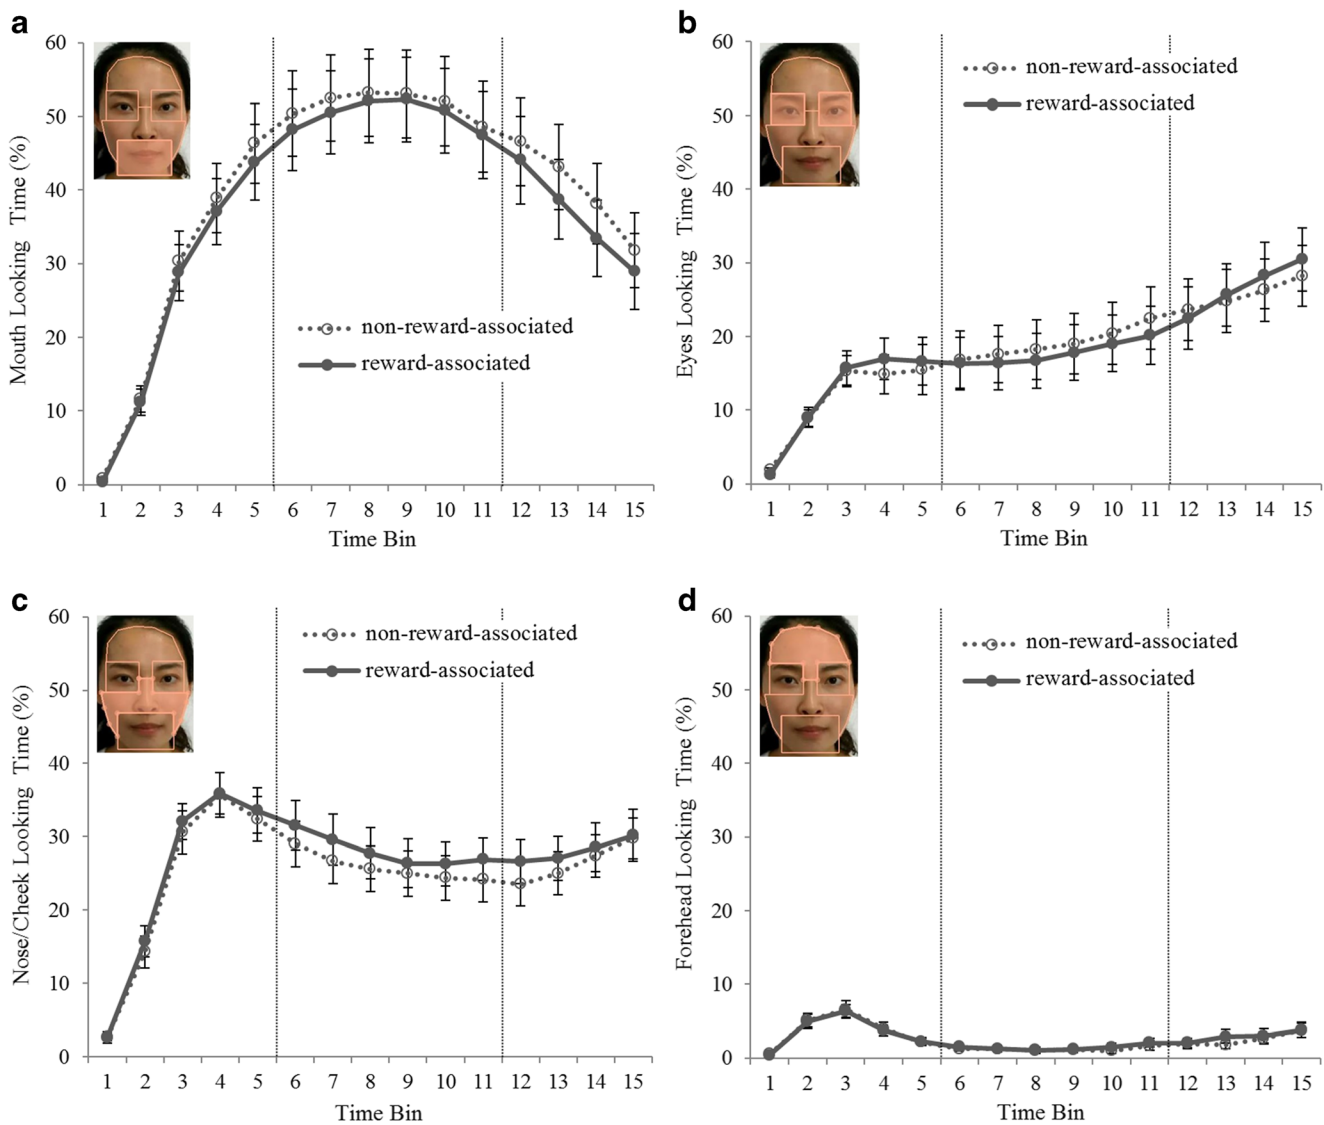 a
60
50
40
30
20
10
0
Mouth Looking Time (%)
non-reward-associated
reward-associated
1 2 3 4 5 6 7 8 9 10 11 12 13 14 15
Time Bin
b
60
50
40
30
20
10
0
Eyes Looking Time (%)
non-reward-associated
reward-associated
1 2 3 4 5 6 7 8 9 10 11 12 13 14 15
Time Bin
c
60
50
40
30
20
10
0
Nose/Cheek Looking Time (%)
non-reward-associated
reward-associated
1 2 3 4 5 6 7 8 9 10 11 12 13 14 15
Time Bin
d
60
50
40
30
20
10
0
Forehead Looking Time (%)
non-reward-associated
reward-associated
1 2 3 4 5 6 7 8 9 10 11 12 13 14 15
Time Bin